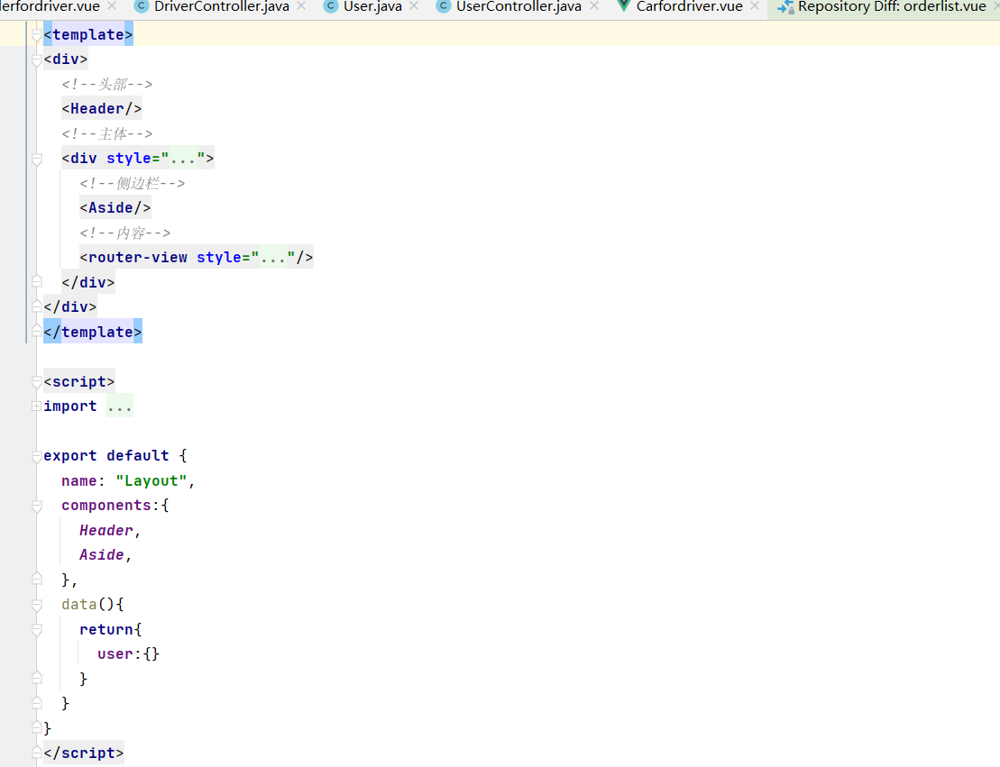 erfordriver.vue DriverController.java User.java UserController.java Carfordriver.vue Repository Diff: orderlist.vue
<template>
<div>
<!--头部-->
<Header/>
<!--主体-->
<div style="...">
<!--侧边栏-->
<Aside/>
<!--内容-->
<router-view style="..."/>
</div>
</div>
</template>
<script>
import ...
export default {
name: "Layout",
components:{
Header,
Aside,
},
data(){
return{
user:{}
}
}
}
</script>